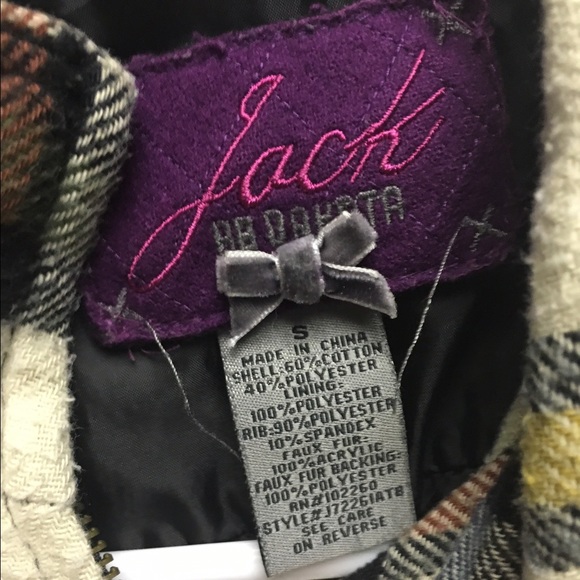 Jack
BB DAKOTA
S
MADE IN CHINA
SHELL:60%COTTON
40%POLYESTER
LINING:
100%POLYESTER
RIB:90%POLYESTER
10%SPANDEX
FAUX FUR:
100%ACRYLIC
FAUX FUR BACKING:
100%POLYESTER
RN#102260
STYLE#J72261ATB
SEE CARE
ON REVERSE